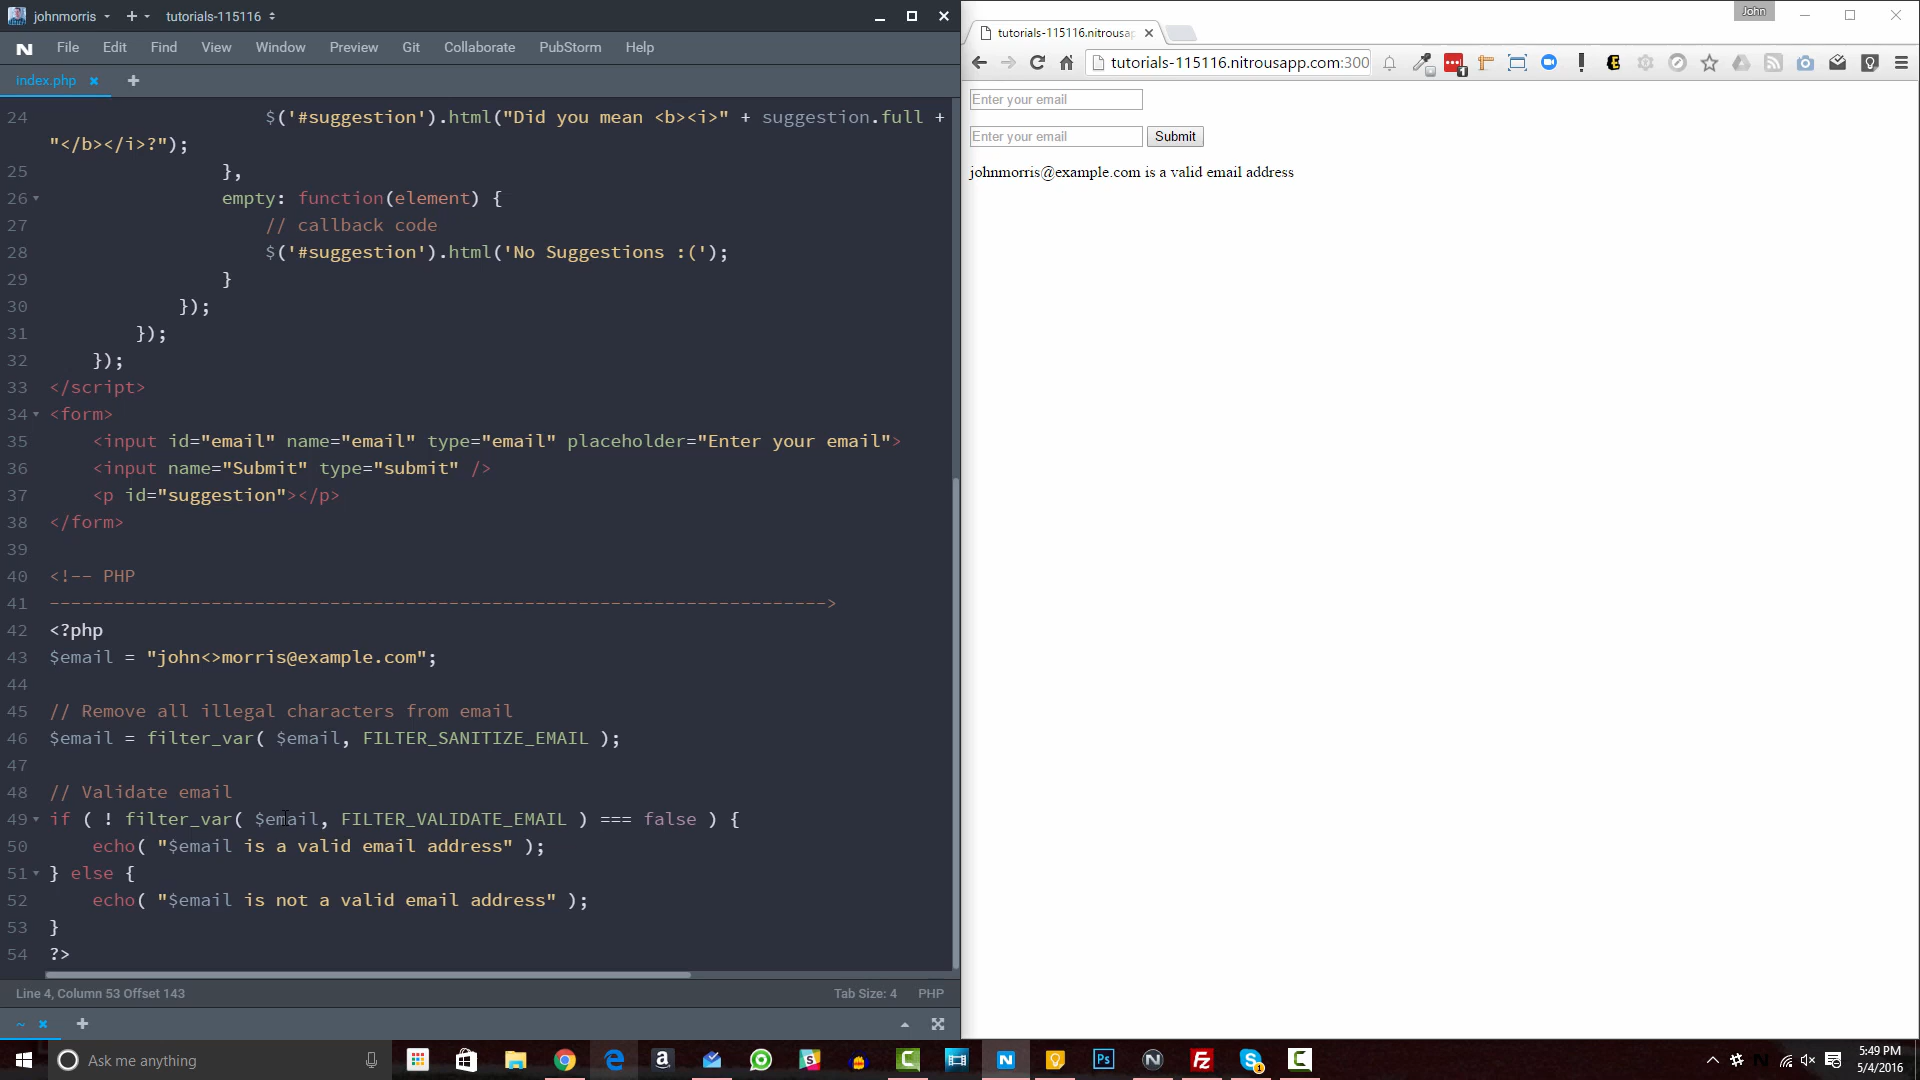 johnmorris
tutorials-115116
File Edit Find View Window Preview Git Collaborate PubStorm Help
index.php
24 $('#suggestion').html("Did you mean <b><i>" + suggestion.full +
"</b></i>?");
25 },
26 empty: function(element) {
27 // callback code
28 $('#suggestion').html('No Suggestions :(');
29 }
30 });
31 });
32 });
33 </script>
34 <form>
35 <input id="email" name="email" type="email" placeholder="Enter your email">
36 <input name="Submit" type="submit" />
37 <p id="suggestion"></p>
38 </form>
39
40 <!-- PHP
41 ------------------------------------------------------------------------>
42 <?php
43 $email = "john<>morris@example.com";
44
45 // Remove all illegal characters from email
46 $email = filter_var( $email, FILTER_SANITIZE_EMAIL );
47
48 // Validate email
49 if ( ! filter_var( $email, FILTER_VALIDATE_EMAIL ) === false ) {
50 echo( "$email is a valid email address" );
51 } else {
52 echo( "$email is not a valid email address" );
53 }
54 ?>
Line 4, Column 53 Offset 143
Tab Size: 4 PHP
~
John
tutorials-115116.nitrousap
tutorials-115116.nitrousapp.com:300
1
Enter your email
Enter your email Submit
johnmorris@example.com is a valid email address
Ask me anything
5:49 PM
5/4/2016